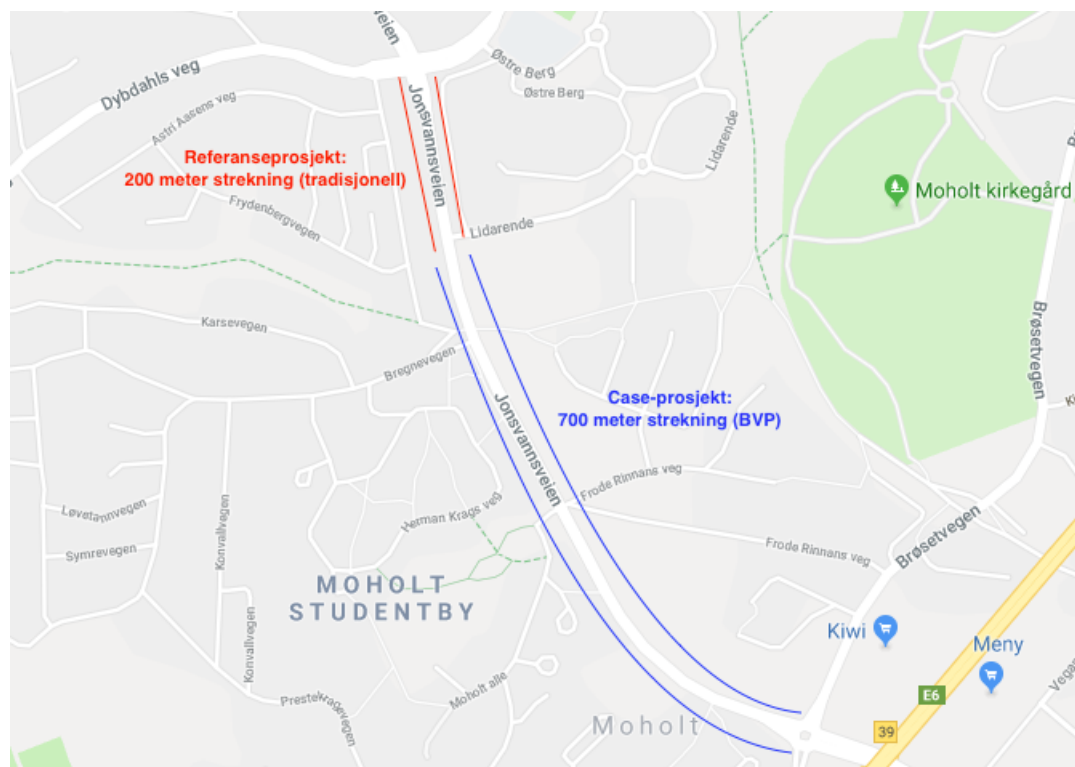 veien
Østre Berg
Østre Berg
Dybdahls veg
Astri Aasens veg
Jonsvannsveien
Lidarende
Referanseprosjekt:
200 meter strekning (tradisjonell)
Moholt kirkegård
Frydenbergvegen
Lidarende
Brøsetvegen
Karsevegen
Bregnevegen
Case-prosjekt:
700 meter strekning (BVP)
Jonsvannsveien
Frode Rinnans veg
Løvetannvegen
Konvallvegen
Herman Krags veg
Symrevegen
Frode Rinnans veg
Brøsetvegen
MOHOLT
STUDENTBY
Kiwi
Meny
Konvallvegen
Moholt alle
Prestekragevegen
E6
Moholt
39